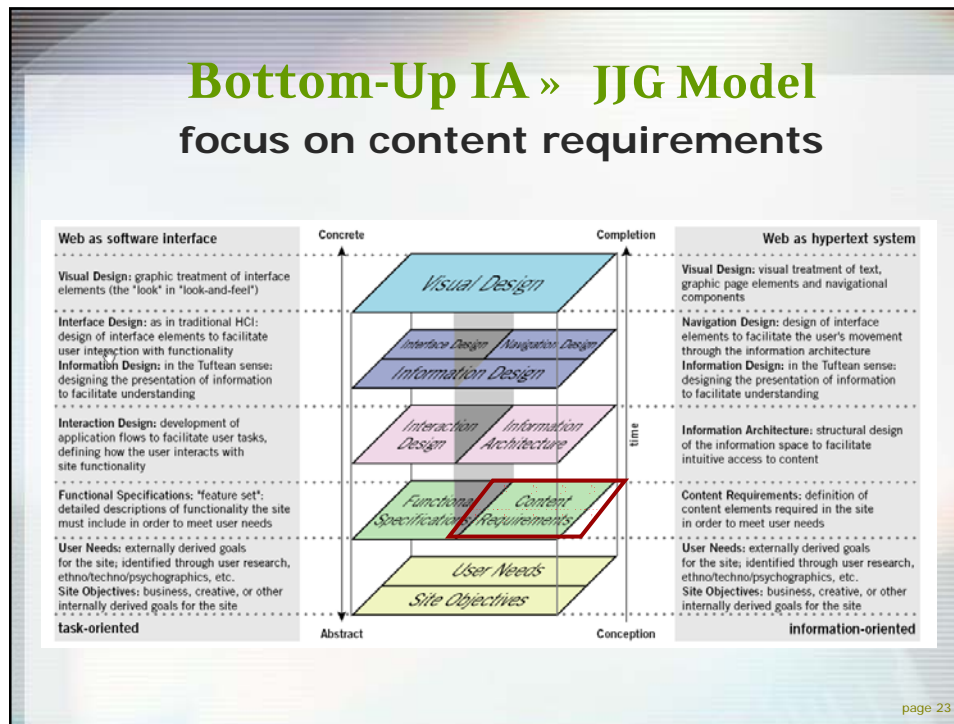 Bottom-Up IA » JJG Model
focus on content requirements
Web as software interface
Visual Design: graphic treatment of interface
elements (the "look" in "look-and-feel")
Interface Design: as in traditional HCI:
design of interface elements to facilitate
user interaction with functionality
Information Design: in the Tuftean sense:
designing the presentation of information
to facilitate understanding
Interaction Design: development of
application flows to facilitate user tasks,
defining how the user interacts with
site functionality
Functional Specifications: "feature set":
detailed descriptions of functionality the site
must include in order to meet user needs
User Needs: externally derived goals
for the site; identified through user research,
ethno/techno/psychographics, etc.
Site Objectives: business, creative, or other
internally derived goals for the site
task-oriented
Concrete
Completion
Visual Design
Interface Design
Navigation Design
Information Design
Interaction
Design
Information
Architecture
time
Functional
Specifications
Content
Requirements
User Needs
Site Objectives
Abstract
Conception
Web as hypertext system
Visual Design: visual treatment of text,
graphic page elements and navigational
components
Navigation Design: design of interface
elements to facilitate the user's movement
through the information architecture
Information Design: in the Tuftean sense:
designing the presentation of information
to facilitate understanding
Information Architecture: structural design
of the information space to facilitate
intuitive access to content
Content Requirements: definition of
content elements required in the site
in order to meet user needs
User Needs: externally derived goals
for the site; identified through user research,
ethno/techno/psychographics, etc.
Site Objectives: business, creative, or other
internally derived goals for the site
information-oriented
page 23